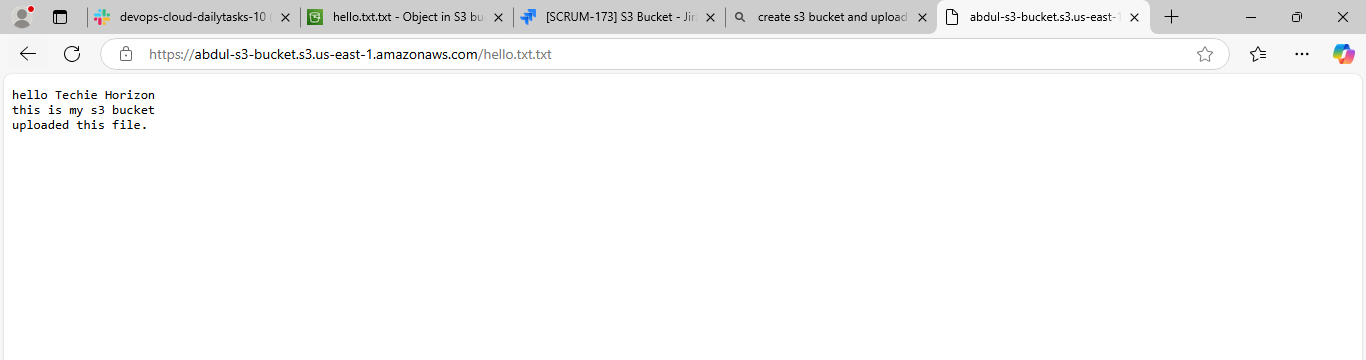 devops-cloud-dailytasks-10
hello.txt.txt - Object in S3 bu
[SCRUM-173] S3 Bucket - Jir
create s3 bucket and upload
abdul-s3-bucket.s3.us-east-1
https://abdul-s3-bucket.s3.us-east-1.amazonaws.com/hello.txt.txt
hello Techie Horizon
this is my s3 bucket
uploaded this file.